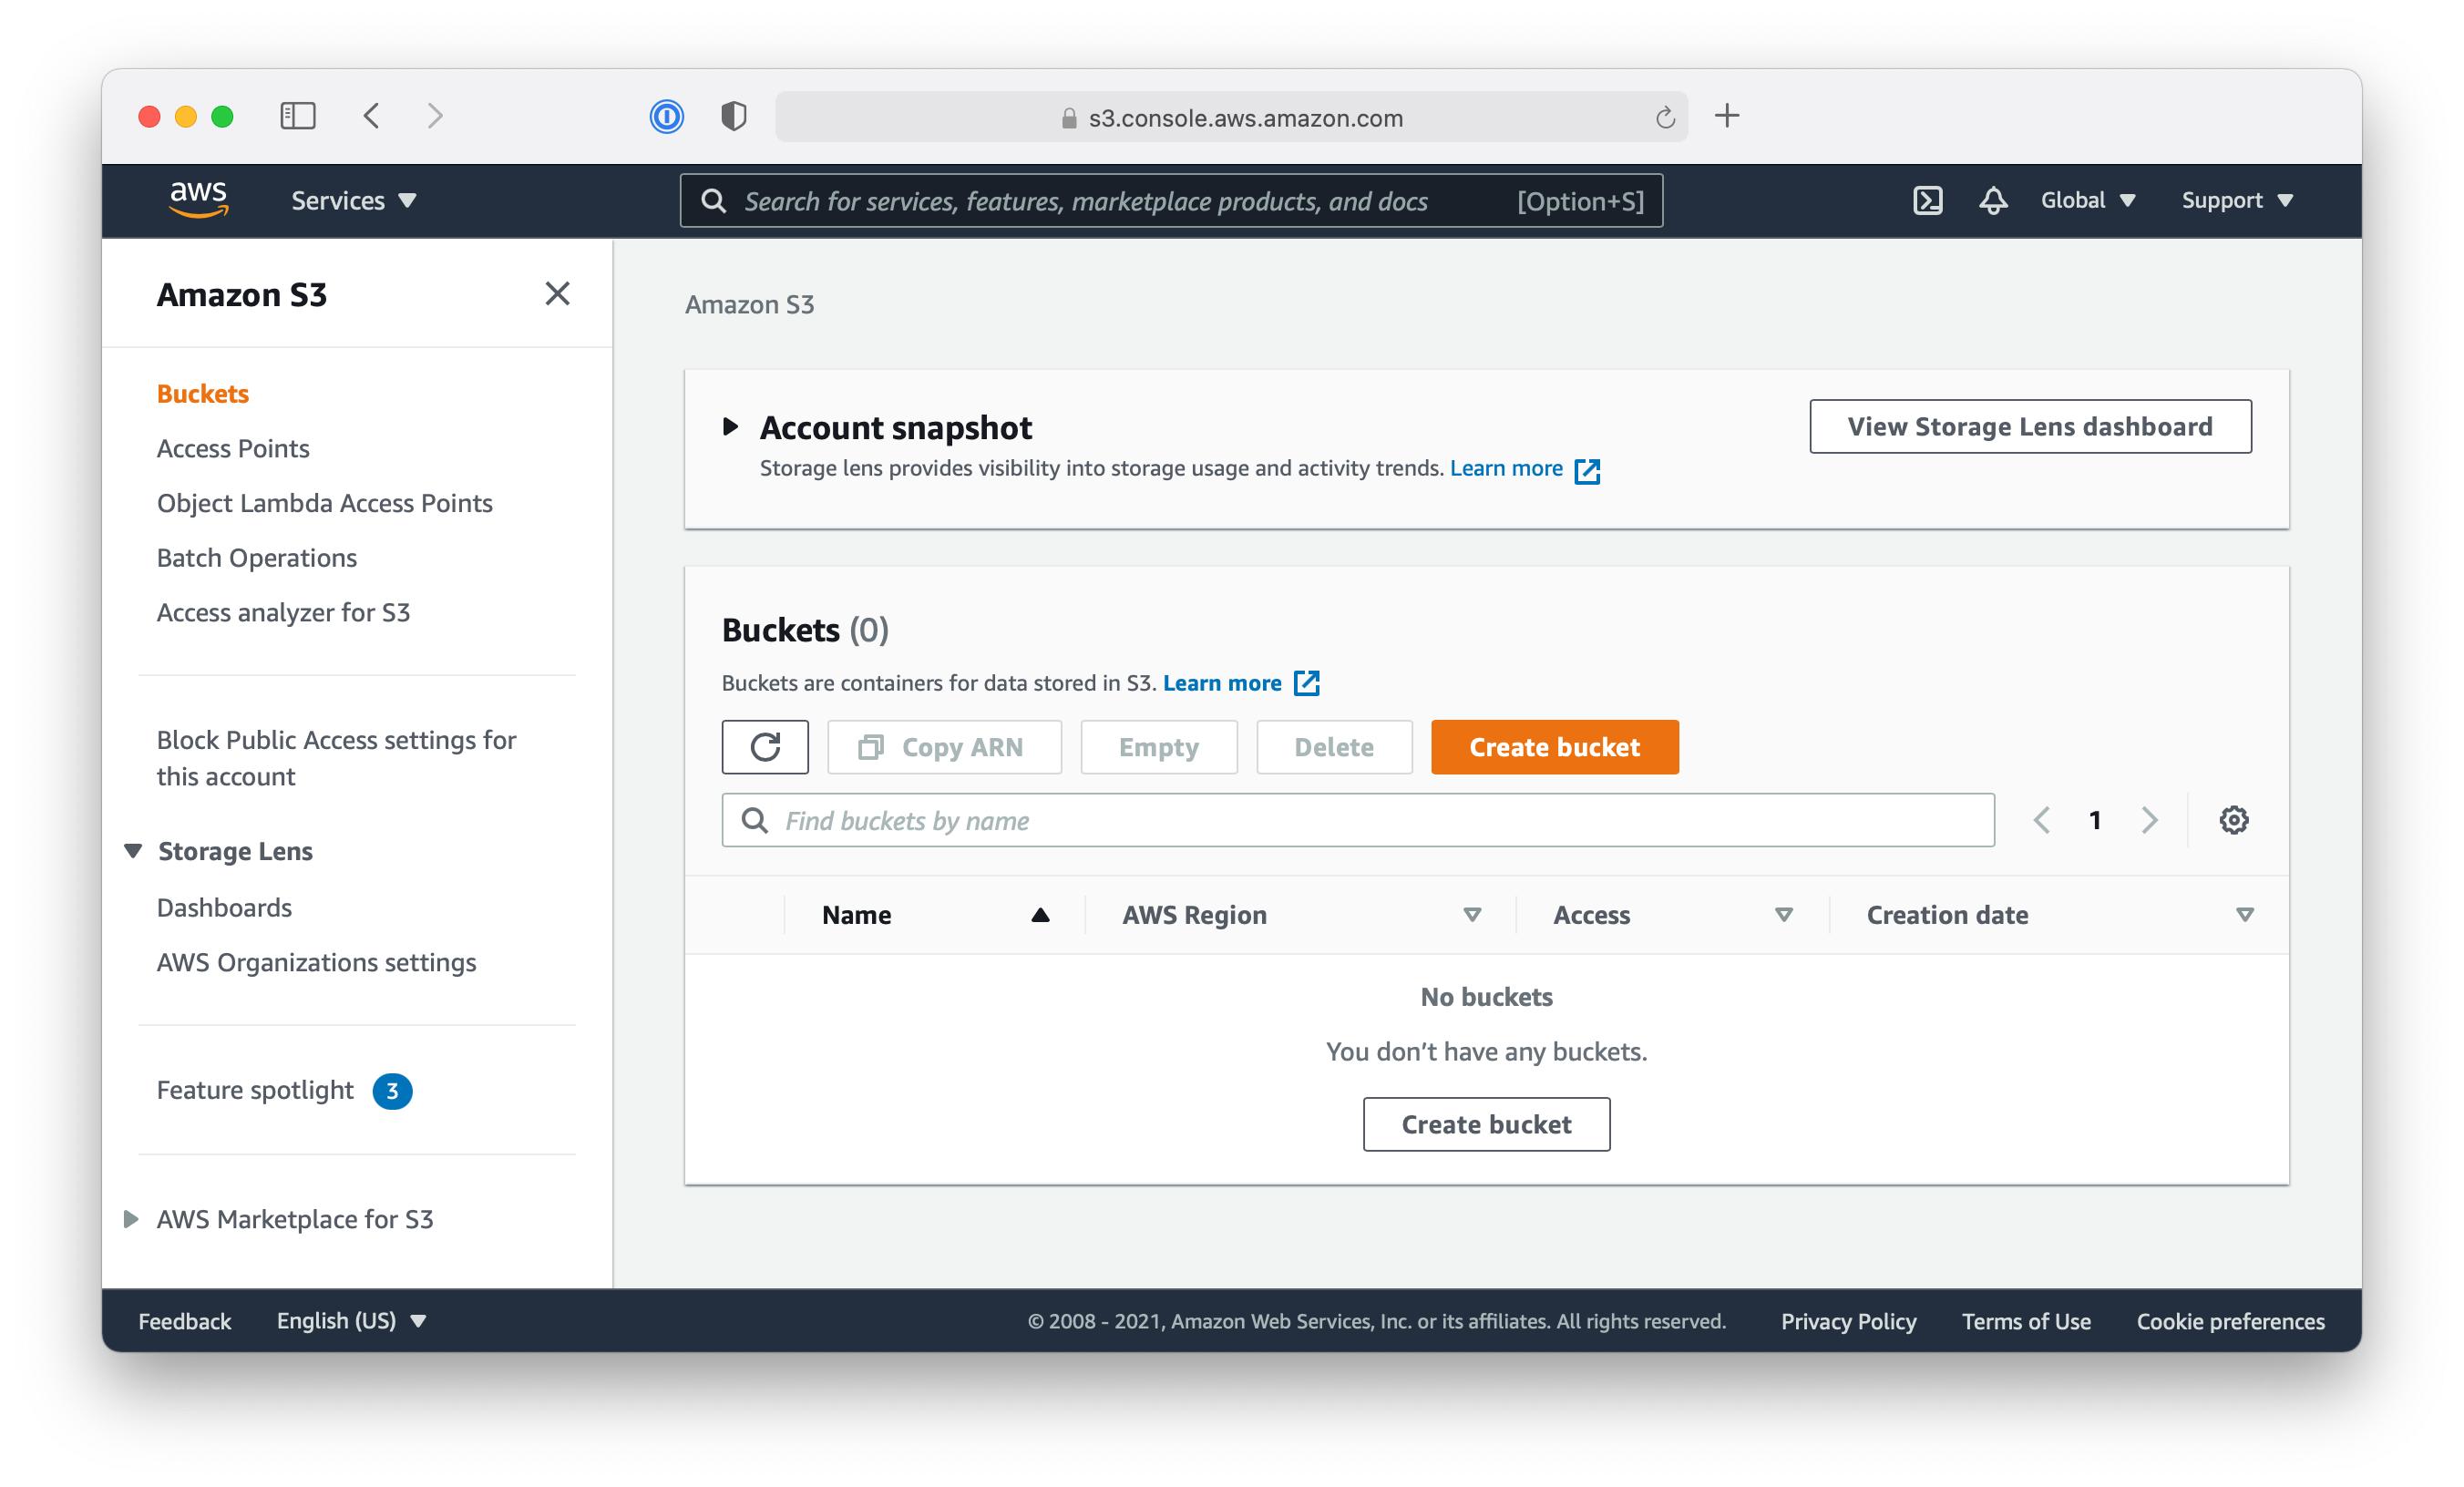 s3.console.aws.amazon.com
aws
Services
Search for services, features, marketplace products, and docs
[Option+S]
Global
Support
Amazon S3
Buckets
Access Points
Object Lambda Access Points
Batch Operations
Access analyzer for S3
Block Public Access settings for
this account
Storage Lens
Dashboards
AWS Organizations settings
Feature spotlight 3
AWS Marketplace for S3
Amazon S3
Account snapshot
Storage lens provides visibility into storage usage and activity trends. Learn more
View Storage Lens dashboard
Buckets (0)
Buckets are containers for data stored in S3. Learn more
Copy ARN
Empty
Delete
Create bucket
Find buckets by name
1
Name
AWS Region
Access
Creation date
No buckets
You don’t have any buckets.
Create bucket
Feedback
English (US)
© 2008 - 2021, Amazon Web Services, Inc. or its affiliates. All rights reserved.
Privacy Policy
Terms of Use
Cookie preferences